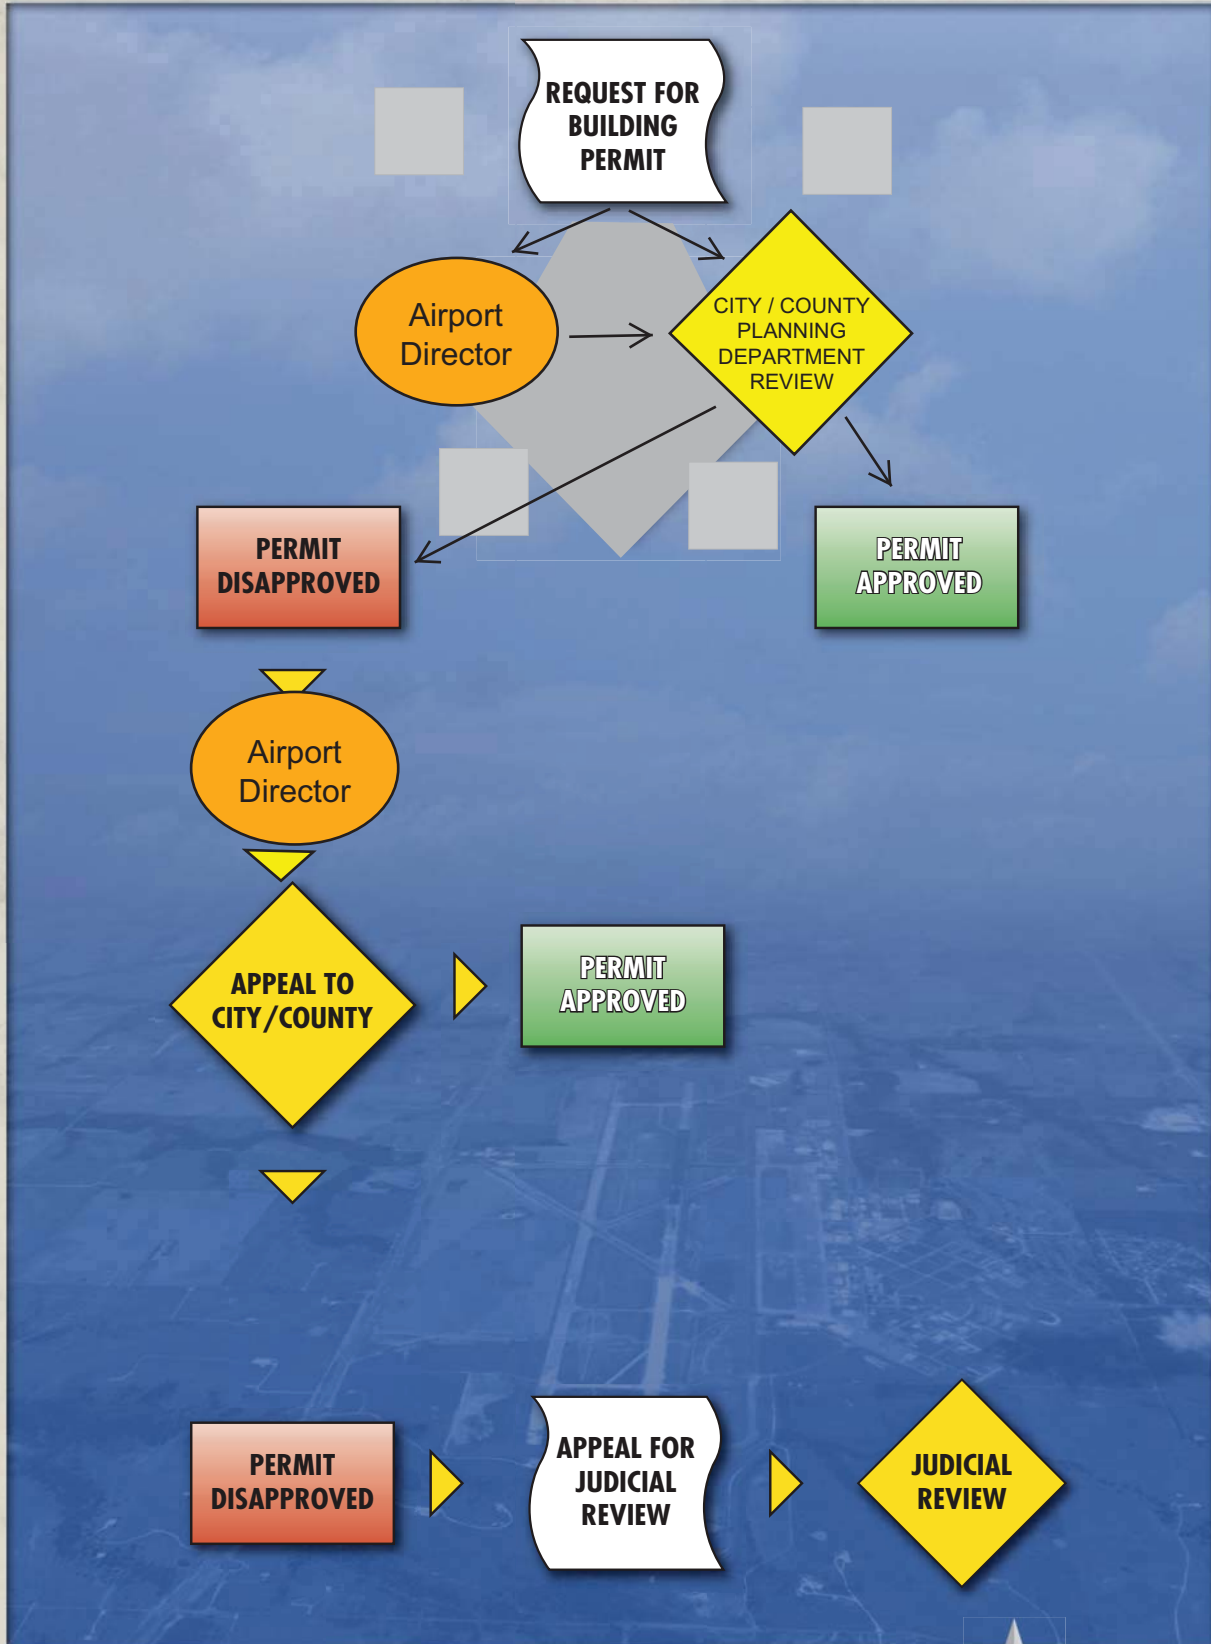 REQUEST FOR
BUILDING
PERMIT
Airport
Director
CITY / COUNTY
PLANNING
DEPARTMENT
REVIEW
PERMIT
DISAPPROVED
PERMIT
APPROVED
Airport
Director
APPEAL TO
CITY/COUNTY
PERMIT
APPROVED
PERMIT
DISAPPROVED
APPEAL FOR
JUDICIAL
REVIEW
JUDICIAL
REVIEW